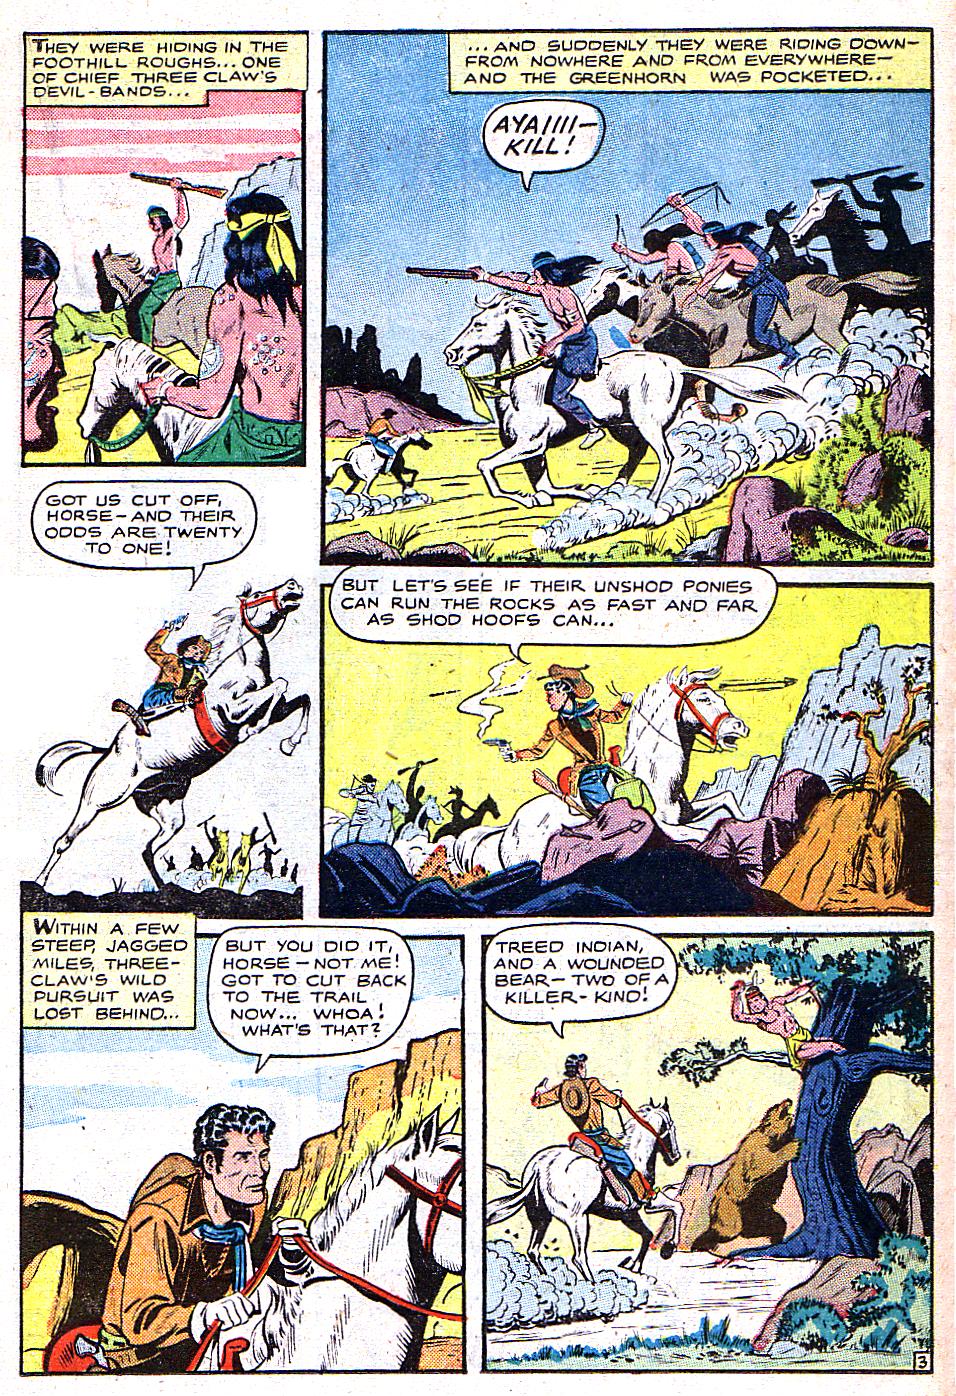 THEY WERE HIDING IN THE
FOOTHILL ROUGHS... ONE
OF CHIEF THREE CLAW'S
DEVIL-BANDS...
...AND SUDDENLY THEY WERE RIDING DOWN-
FROM NOWHERE AND FROM EVERYWHERE-
AND THE GREENHORN WAS POCKETED...
AYAIIII-
KILL!
GOT US CUT OFF,
HORSE-AND THEIR
ODDS ARE TWENTY
TO ONE!
BUT LET'S SEE IF THEIR UNSHOD PONIES
CAN RUN THE ROCKS AS FAST AND FAR
AS SHOD HOOFS CAN...
WITHIN A FEW
STEEP, JAGGED
MILES, THREE-
CLAW'S WILD
PURSUIT WAS
LOST BEHIND...
BUT YOU DID IT,
HORSE-NOT ME!
GOT TO CUT BACK
TO THE TRAIL
NOW... WHOA!
WHAT'S THAT?
TREED INDIAN,
AND A WOUNDED
BEAR-TWO OF A
KILLER-KIND!
3